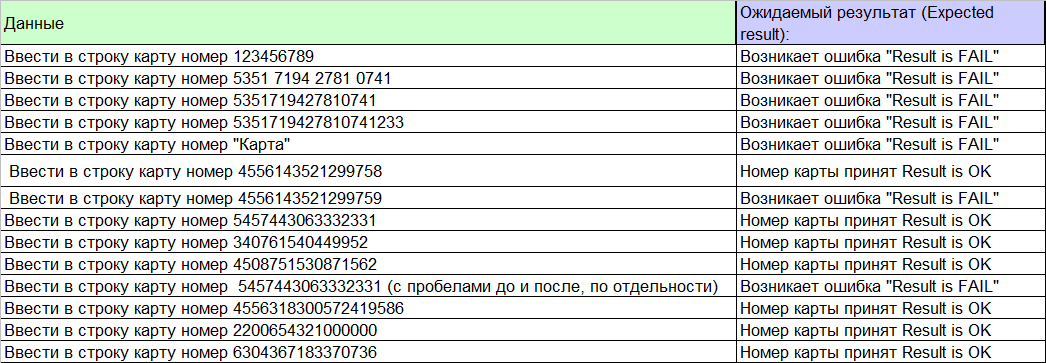 Данные
Ожидаемый результат (Expected
result):
Ввести в строку карту номер 123456789
Возникает ошибка "Result is FAIL"
Ввести в строку карту номер 5351 7194 2781 0741
Возникает ошибка "Result is FAIL"
Ввести в строку карту номер 5351719427810741
Возникает ошибка "Result is FAIL"
Ввести в строку карту номер 5351719427810741233
Возникает ошибка "Result is FAIL"
Ввести в строку карту номер "Карта"
Возникает ошибка "Result is FAIL"
Ввести в строку карту номер 4556143521299758
Номер карты принят Result is OK
Ввести в строку карту номер 4556143521299759
Возникает ошибка "Result is FAIL"
Ввести в строку карту номер 5457443063332331
Номер карты принят Result is OK
Ввести в строку карту номер 340761540449952
Номер карты принят Result is OK
Ввести в строку карту номер 4508751530871562
Номер карты принят Result is OK
Ввести в строку карту номер  5457443063332331 (с пробелами до и после, по отдельности)
Возникает ошибка "Result is FAIL"
Ввести в строку карту номер 4556318300572419586
Номер карты принят Result is OK
Ввести в строку карту номер 2200654321000000
Номер карты принят Result is OK
Ввести в строку карту номер 6304367183370736
Номер карты принят Result is OK